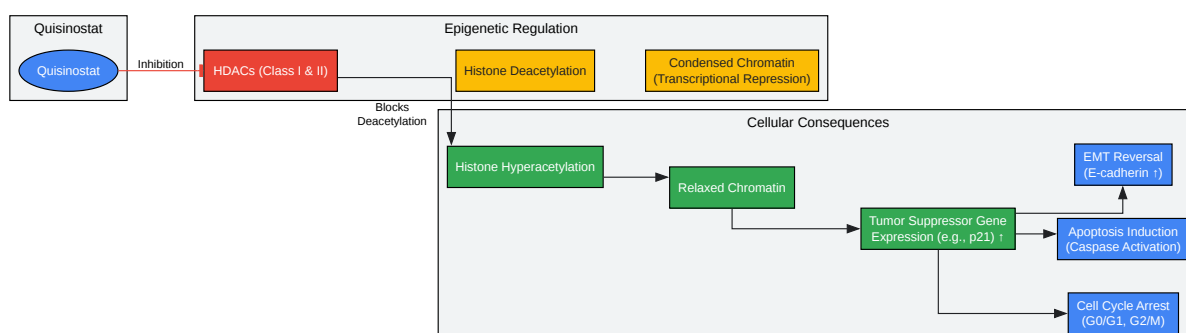 Quisinostat
Epigenetic Regulation
Quisinostat
Inhibition
HDACs (Class I & II)
Histone Deacetylation
Condensed Chromatin
(Transcriptional Repression)
Blocks
Deacetylation
Cellular Consequences
Histone Hyperacetylation
Relaxed Chromatin
EMT Reversal
(E-cadherin ↑)
Tumor Suppressor Gene
Expression (e.g., p21) ↑
Apoptosis Induction
(Caspase Activation)
Cell Cycle Arrest
(G0/G1, G2/M)